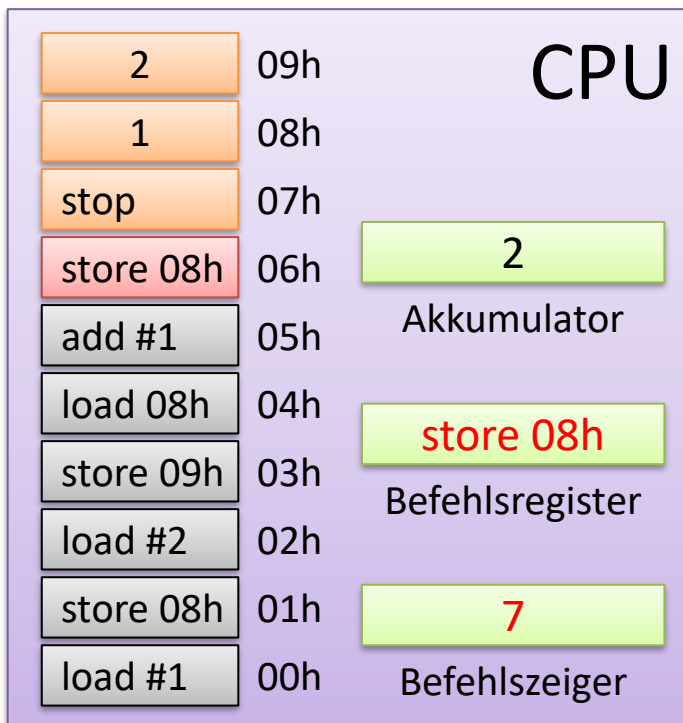 CPU
2 09h
1 08h
stop 07h
store 08h 06h
add #1 05h
load 08h 04h
store 09h 03h
load #2 02h
store 08h 01h
load #1 00h
2
Akkumulator
store 08h
Befehlsregister
7
Befehlszeiger